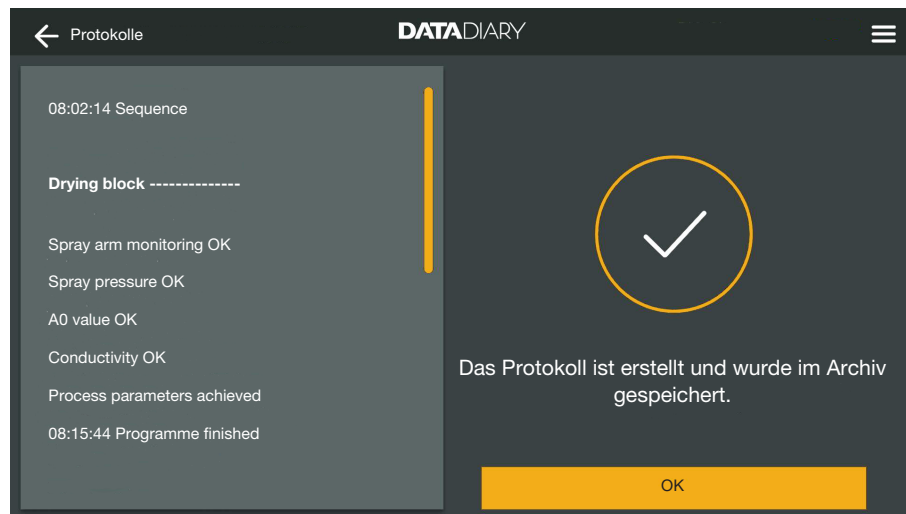 Protokolle
DATADIARY
08:02:14 Sequence
Drying block --------------
Spray arm monitoring OK
Spray pressure OK
A0 value OK
Conductivity OK
Process parameters achieved
08:15:44 Programme finished
Das Protokoll ist erstellt und wurde im Archiv
gespeichert.
OK